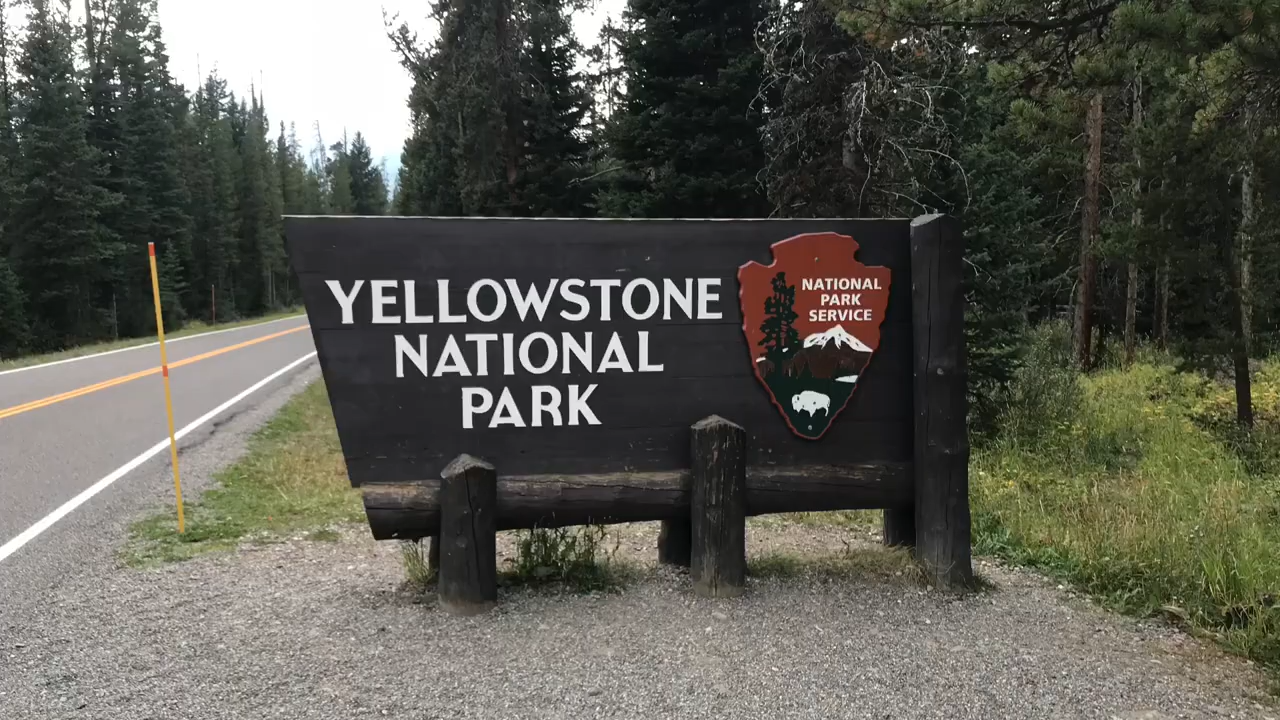 YELLOWSTONE
NATIONAL
PARK
NATIONAL
PARK
SERVICE